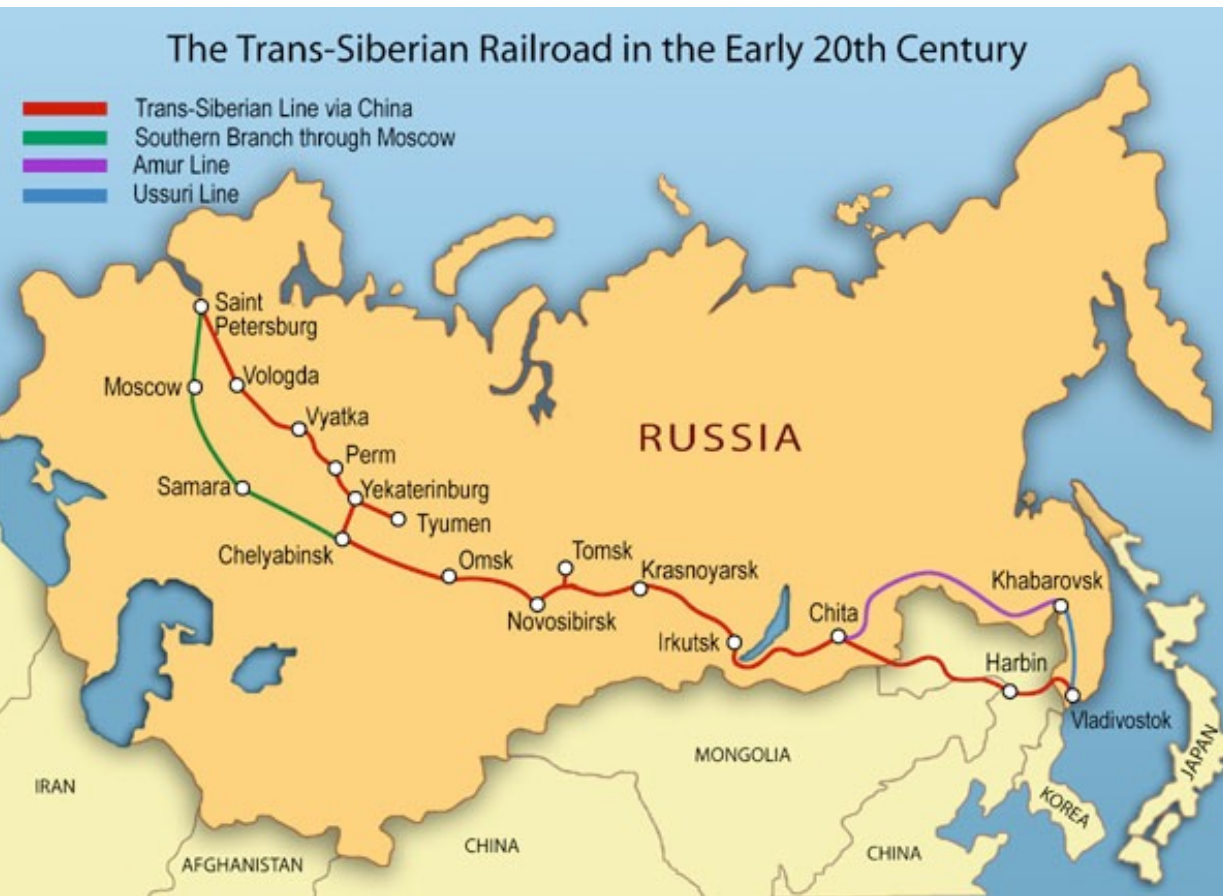 The Trans-Siberian Railroad in the Early 20th Century
Trans-Siberian Line via China
Southern Branch through Moscow
Amur Line
Ussuri Line
Saint
Petersburg
Moscow
Vologda
Vyatka
Perm
Samara
Yekaterinburg
Tyumen
Chelyabinsk
Omsk
Tomsk
Novosibirsk
Krasnoyarsk
RUSSIA
Irkutsk
Chita
Khabarovsk
Harbin
Vladivostok
MONGOLIA
JAPAN
KOREA
IRAN
AFGHANISTAN
CHINA
CHINA